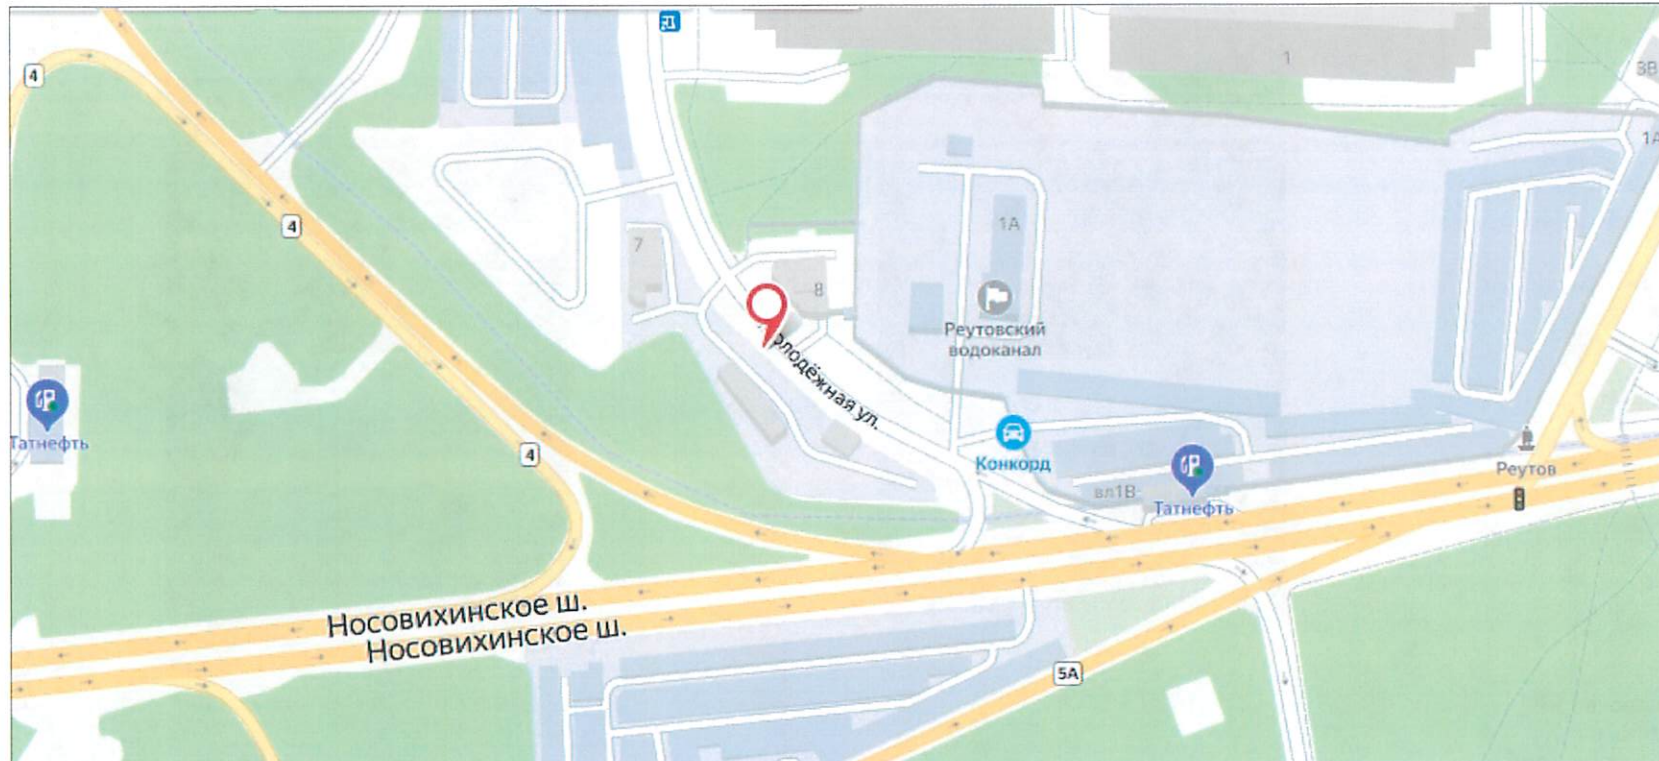 4
1
3В
1А
4
7
1А
8
Реутовский
водоканал
олодёжная ул.
Татнефть
4
Конкорд
Реутов
вл1В
Татнефть
Носовихинское ш.
Носовихинское ш.
5А